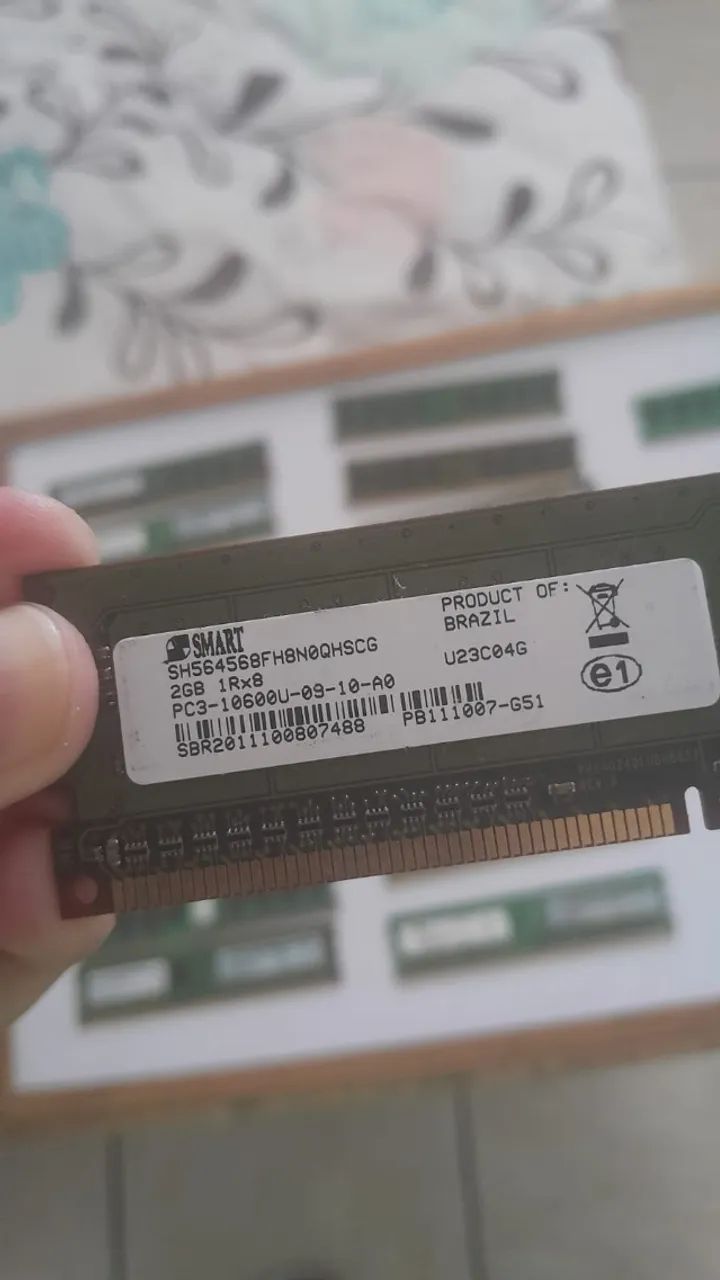 SMART
SH564568FH8N0QHSCG
2GB 1Rx8
PC3-10600U-09-10-A0
SBR2011100807488
PB111007-G51
PRODUCT OF:
BRAZIL
U23C04G
e1